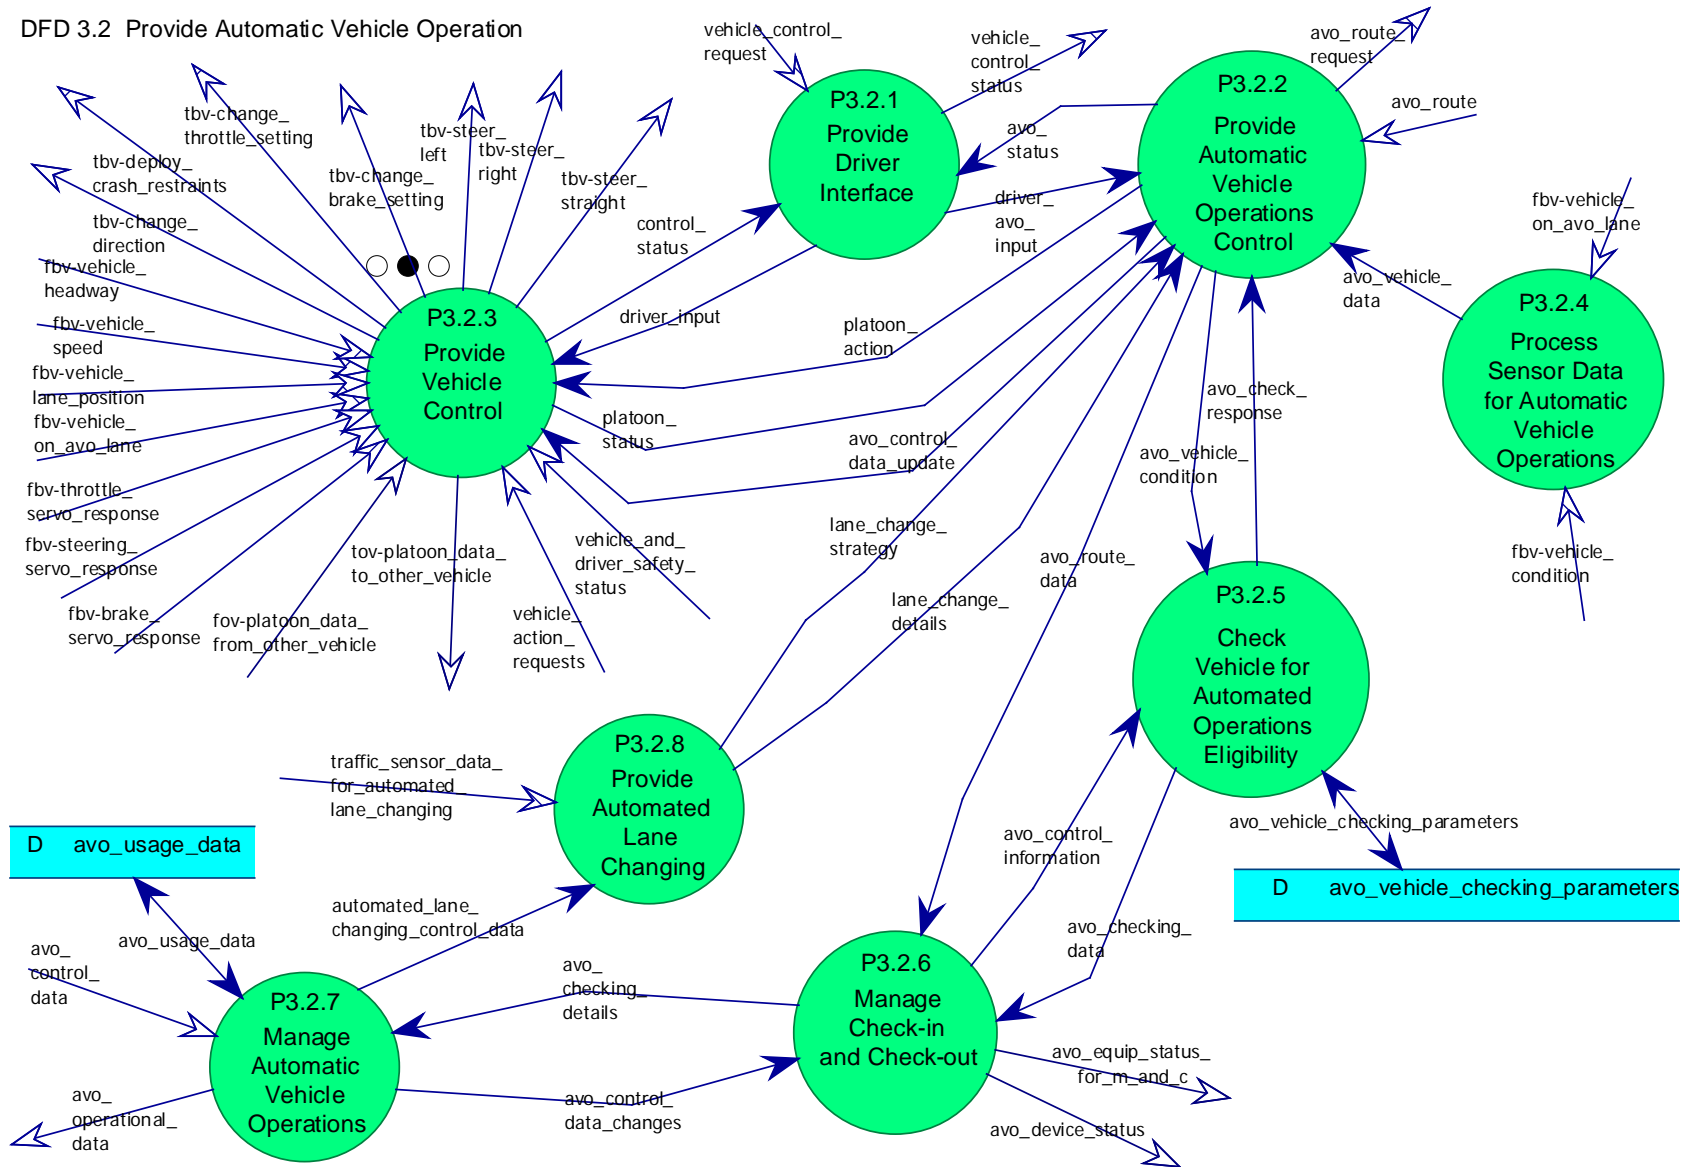 DFD 3.2  Provide Automatic Vehicle Operation
vehicle_control_
request
vehicle_
control_
status
avo_route_
request
avo_route
P3.2.1
Provide
Driver
Interface
P3.2.2
Provide
Automatic
Vehicle
Operations
Control
avo_
status
driver_
avo_
input
tbv-change_
throttle_setting
tbv-deploy_
crash_restraints
tbv-change_
direction
tbv-change_
brake_setting
tbv-steer_
left
tbv-steer_
right
tbv-steer_
straight
control_
status
driver_input
platoon_
action
platoon_
status
fbv-vehicle_
on_avo_lane
avo_vehicle_
data
P3.2.4
Process
Sensor Data
for Automatic
Vehicle
Operations
fbv-vehicle_
condition
fbv-vehicle_
headway
fbv-vehicle_
speed
fbv-vehicle_
lane_position
fbv-vehicle_
on_avo_lane
fbv-throttle_
servo_response
fbv-steering_
servo_response
fbv-brake_
servo_response
fov-platoon_data_
from_other_vehicle
P3.2.3
Provide
Vehicle
Control
tov-platoon_data_
to_other_vehicle
vehicle_
action_
requests
vehicle_and_
driver_safety_
status
avo_control_
data_update
lane_change_
strategy
lane_change_
details
avo_route_
data
avo_vehicle_
condition
avo_check_
response
P3.2.5
Check
Vehicle for
Automated
Operations
Eligibility
avo_vehicle_checking_parameters
D avo_vehicle_checking_parameters
avo_control_
information
avo_checking_
data
P3.2.8
Provide
Automated
Lane
Changing
traffic_sensor_data_
for_automated_
lane_changing
automated_lane_
changing_control_data
D avo_usage_data
avo_usage_data
avo_
control_
data
P3.2.7
Manage
Automatic
Vehicle
Operations
avo_
operational_
data
avo_
checking_
details
avo_control_
data_changes
P3.2.6
Manage
Check-in
and Check-out
avo_equip_status_
for_m_and_c
avo_device_status